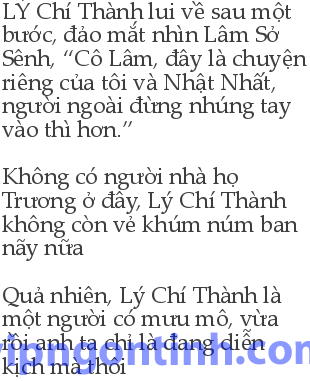 LÝ Chí Thành lui về sau một
bước, đảo mắt nhìn Lâm Sở
Sênh, “Cô Lâm, đây là chuyện
riêng của tôi và Nhật Nhất,
người ngoài đừng nhúng tay
vào thì hơn.”
Không có người nhà họ
Trương ở đây, Lý Chí Thành
không còn vẻ khúm núm ban
nãy nữa
Quả nhiên, Lý Chí Thành là
một người có mưu mô, vừa
rồi anh ta chỉ là đang diễn
kịch mà thôi